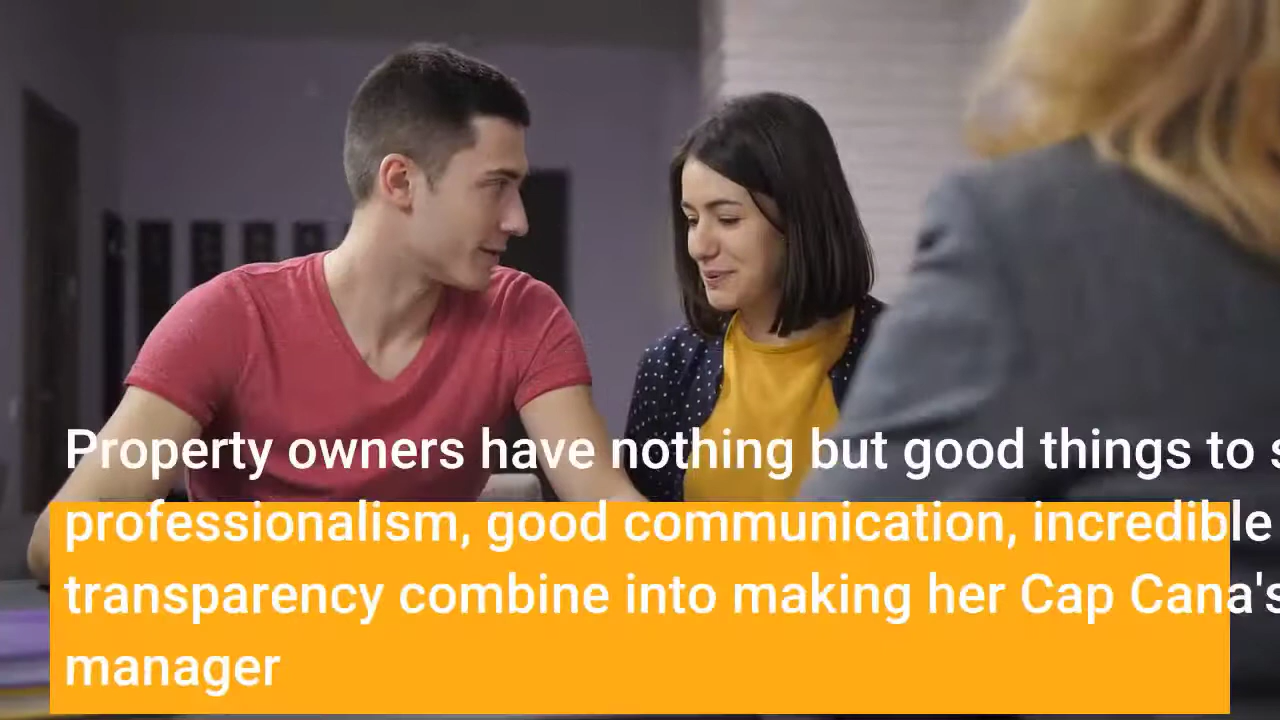 Property owners have nothing but good things to
professionalism, good communication, incredible
transparency combine into making her Cap Cana's
manager